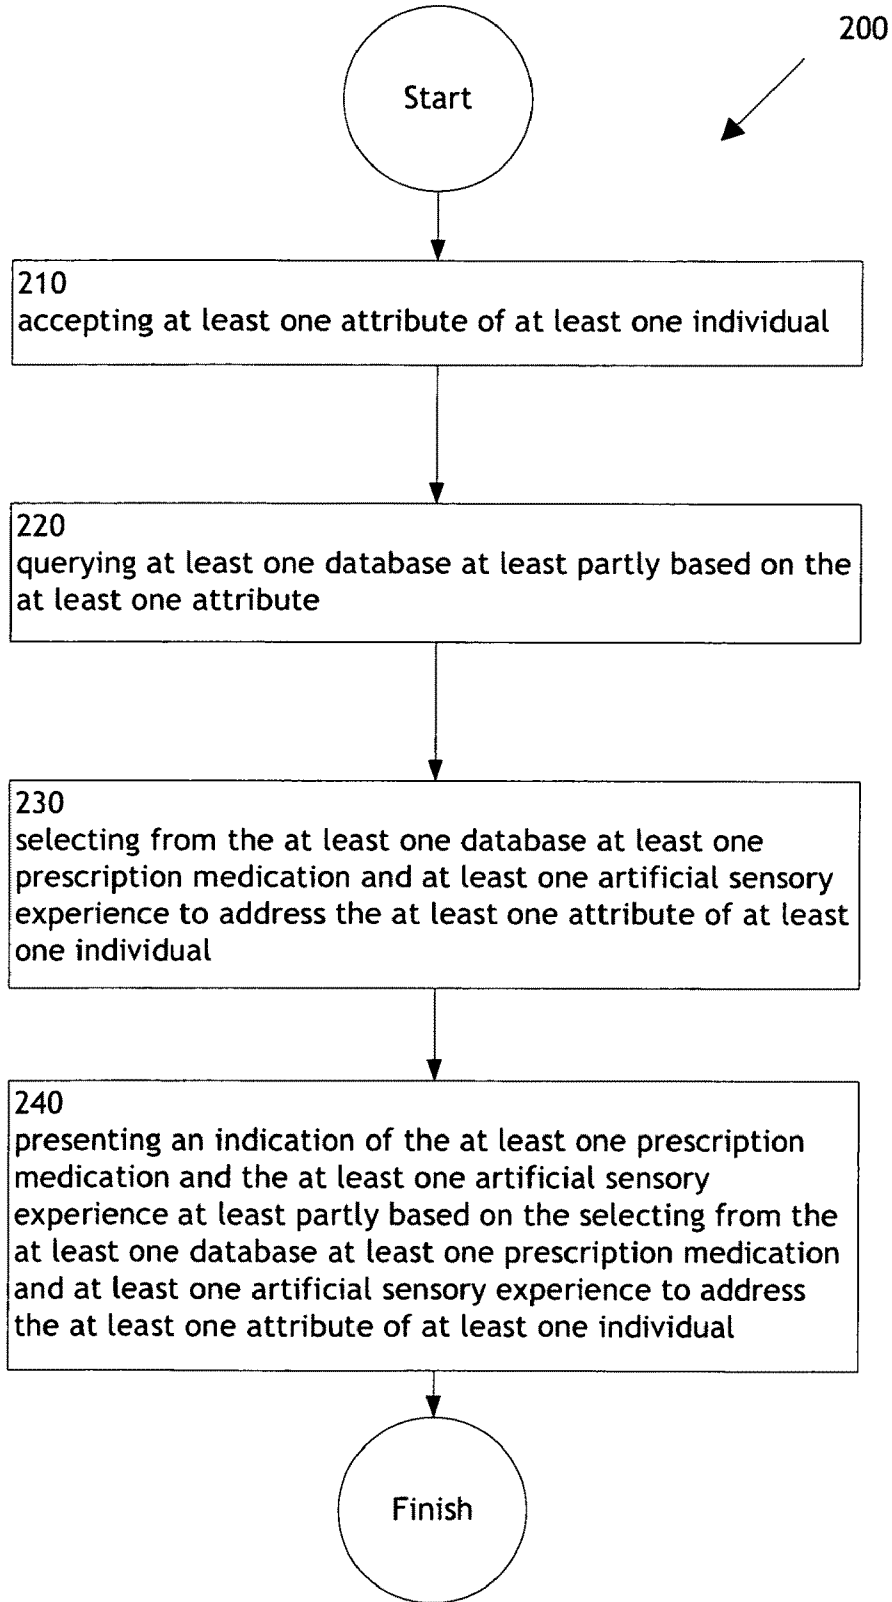 200
Start
210
accepting at least one attribute of at least one individual
220
querying at least one database at least partly based on the
at least one attribute
230
selecting from the at least one database at least one
prescription medication and at least one artificial sensory
experience to address the at least one attribute of at least
one individual
240
presenting an indication of the at least one prescription
medication and the at least one artificial sensory
experience at least partly based on the selecting from the
at least one database at least one prescription medication
and at least one artificial sensory experience to address
the at least one attribute of at least one individual
Finish